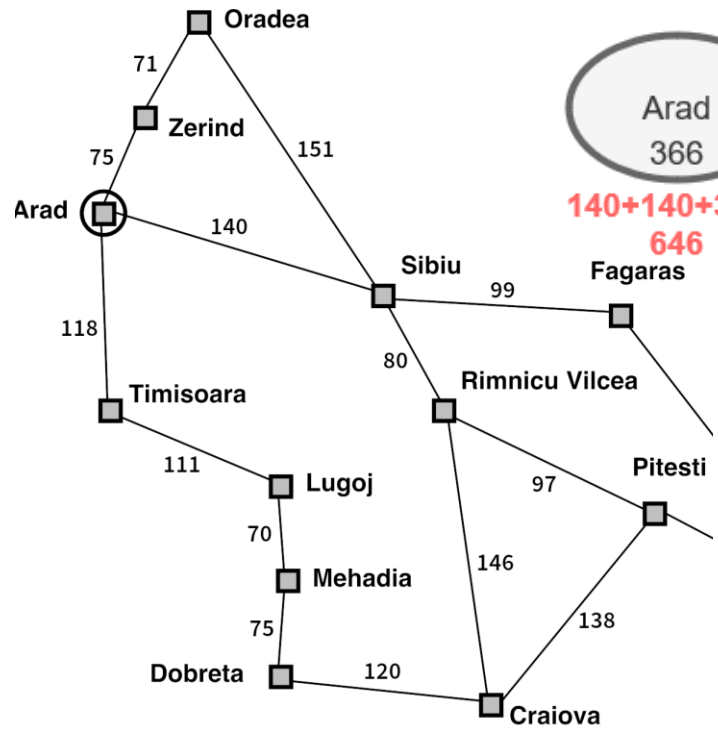 Oradea
71
Zerind
Arad
366
151
75
Arad
140
140+140+3
646
Sibiu
Fagaras
99
118
80
Rimnicu Vilcea
Timisoara
111
Lugoj
97
Pitesti
70
Mehadia
146
75
138
Dobreta
120
Craiova